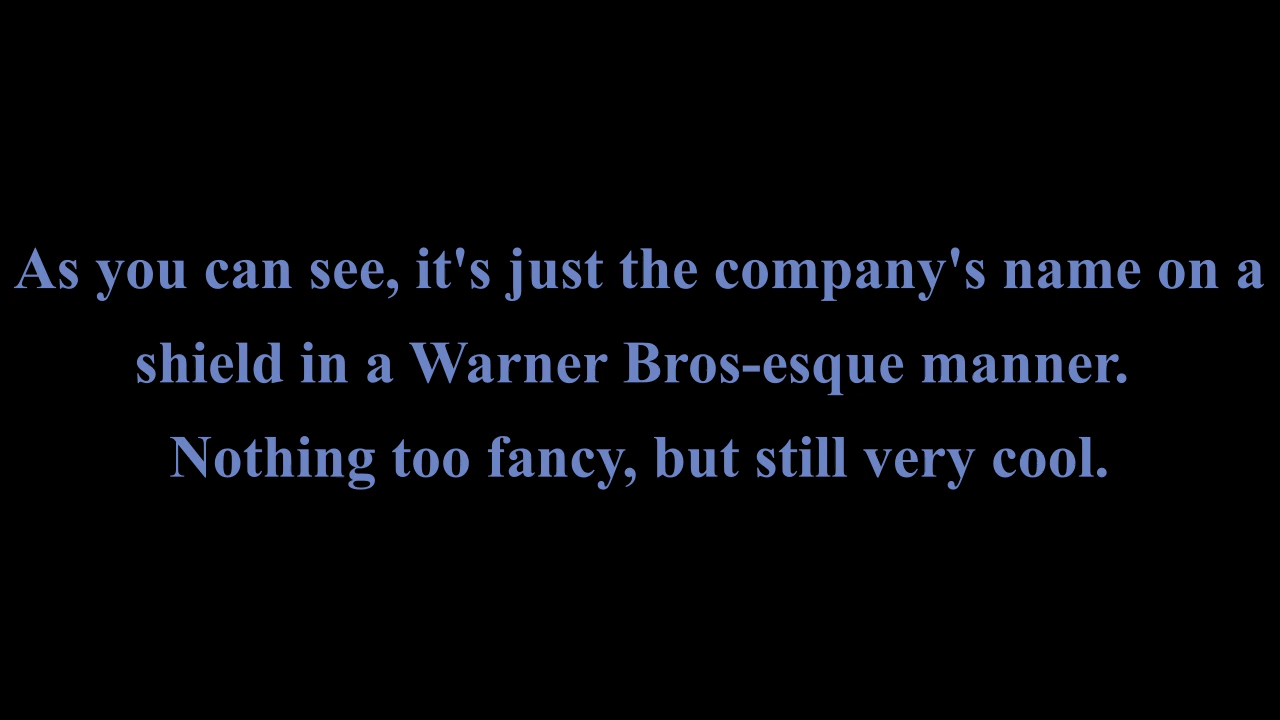 As you can see, it's just the company's name on a
shield in a Warner Bros-esque manner.
Nothing too fancy, but still very cool.